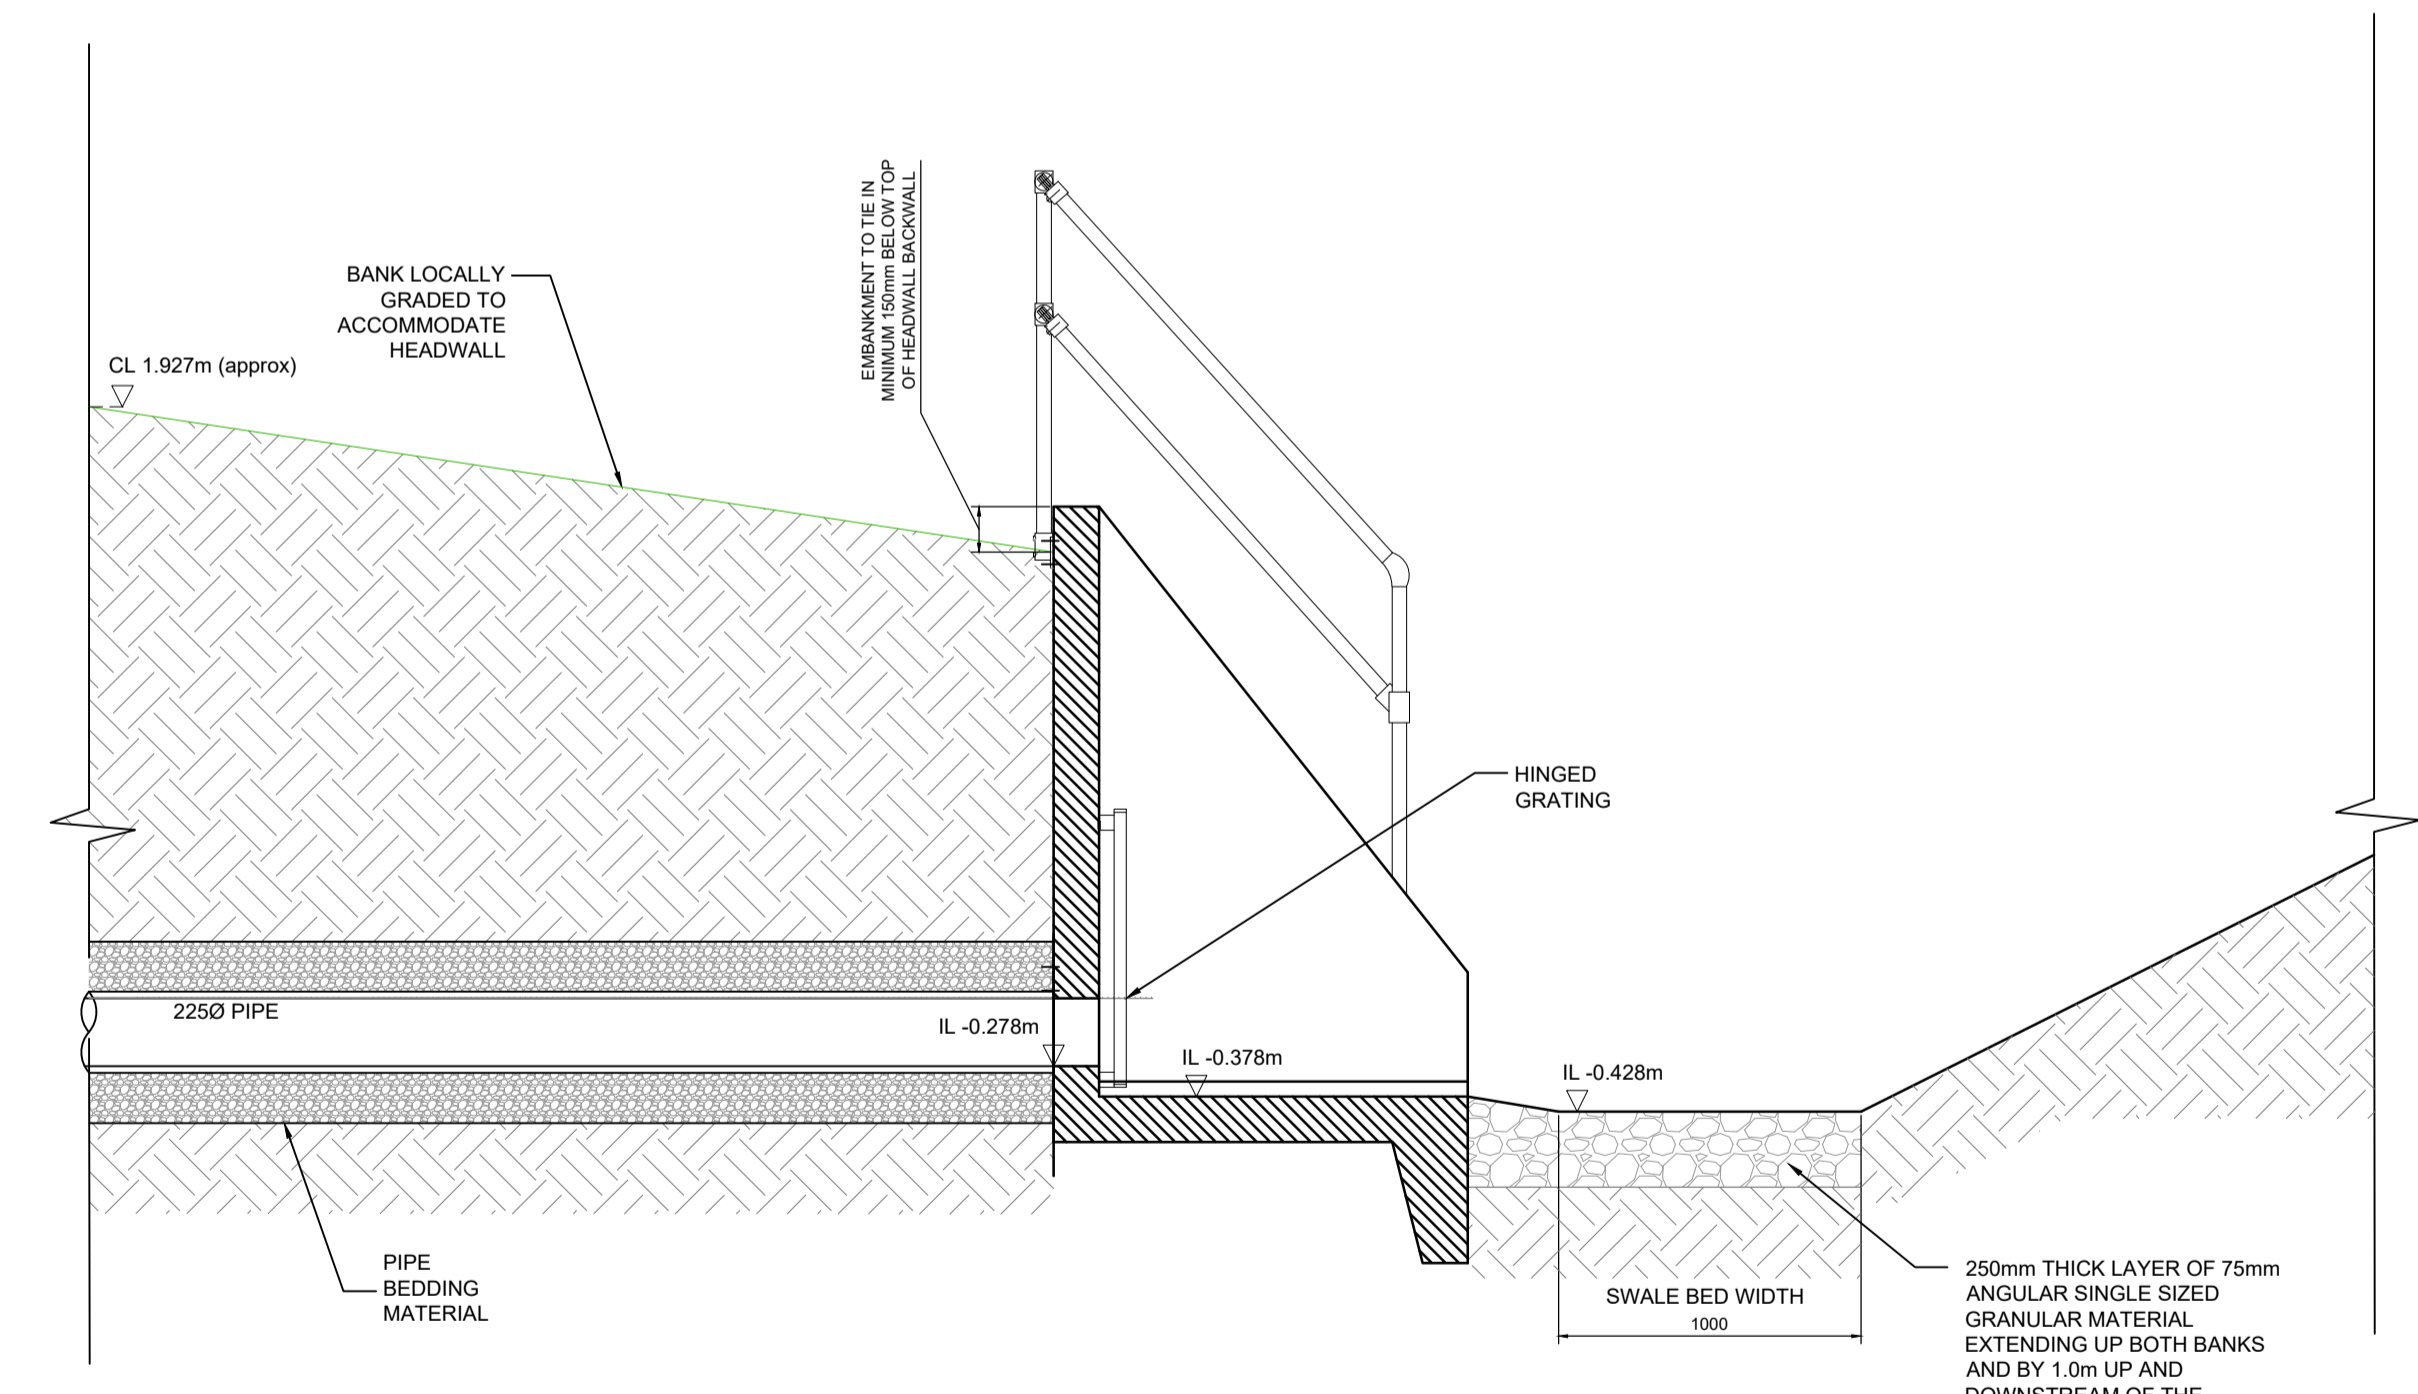 EMBANKMENT TO TIE IN
MINIMUM 150mm BELOW TOP
OF HEADWALL BACKWALL
BANK LOCALLY
GRADED TO
ACCOMMODATE
HEADWALL
CL 1.927m (approx)
HINGED
GRATING
225Ø PIPE
IL -0.278m
IL -0.378m
IL -0.428m
PIPE
BEDDING
MATERIAL
SWALE BED WIDTH
1000
250mm THICK LAYER OF 75mm
ANGULAR SINGLE SIZED
GRANULAR MATERIAL
EXTENDING UP BOTH BANKS
AND BY 1.0m UP AND
DOWNSTREAM OF THE